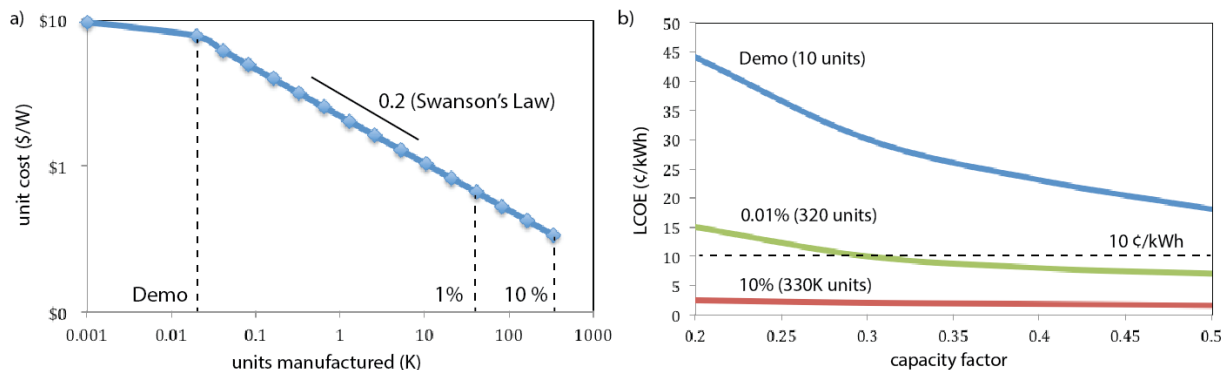 a)
$10
$1
$0
unit cost ($/W)
0.2 (Swanson's Law)
Demo
1%
10 %
0.001
0.01
0.1
1
10
100
1000
units manufactured (K)
b)
50
45
40
35
30
25
20
15
10
5
0
LCOE (¢/kWh)
Demo (10 units)
0.01% (320 units)
10 ¢/kWh
10% (330K units)
0.2
0.25
0.3
0.35
0.4
0.45
0.5
capacity factor